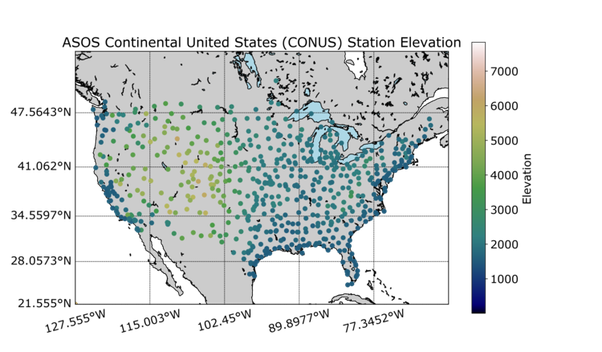 ASOS Continental United States (CONUS) Station Elevation
47.5643°N
41.062°N
34.5597°N
28.0573°N
21.555°N
127.555°W
115.003°W
102.45°W
89.8977°W
77.3452°W
7000
6000
5000
4000
3000
2000
1000
Elevation